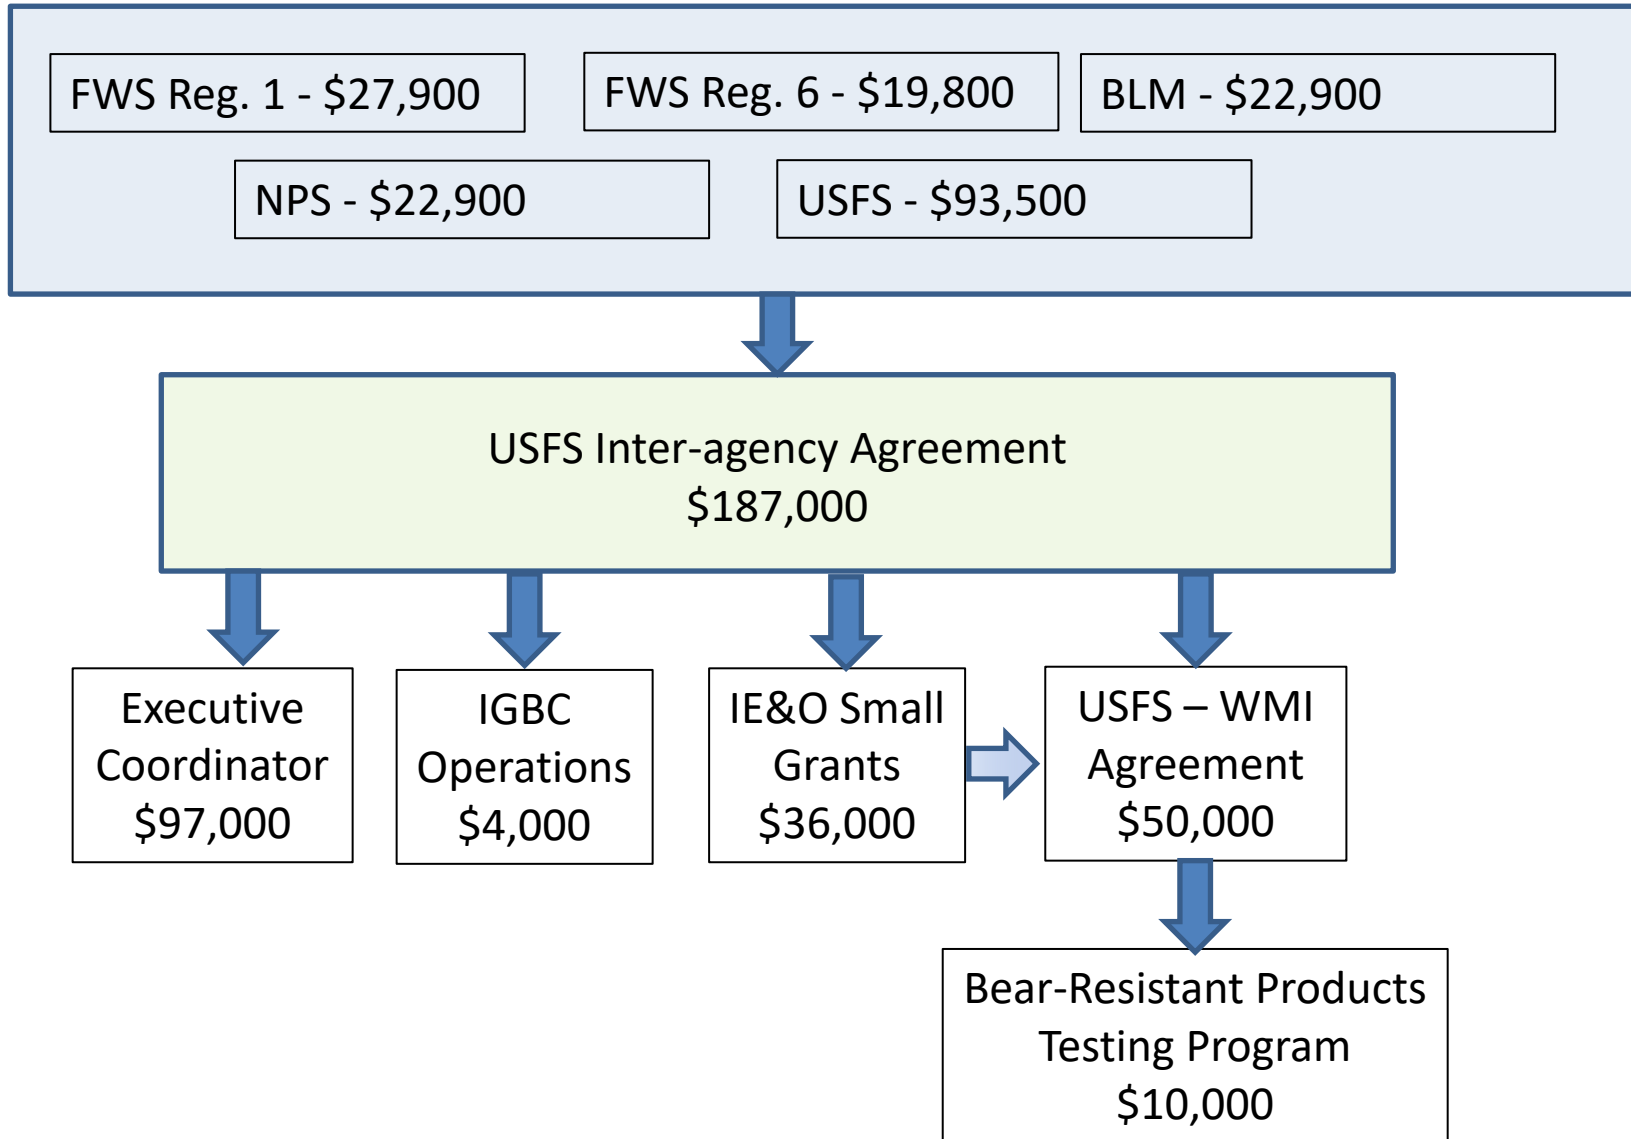 FWS Reg. 1 - $27,900
FWS Reg. 6 - $19,800
BLM - $22,900
NPS - $22,900
USFS - $93,500
USFS Inter-agency Agreement
$187,000
Executive
Coordinator
$97,000
IGBC
Operations
$4,000
IE&O Small
Grants
$36,000
USFS – WMI
Agreement
$50,000
Bear-Resistant Products
Testing Program
$10,000